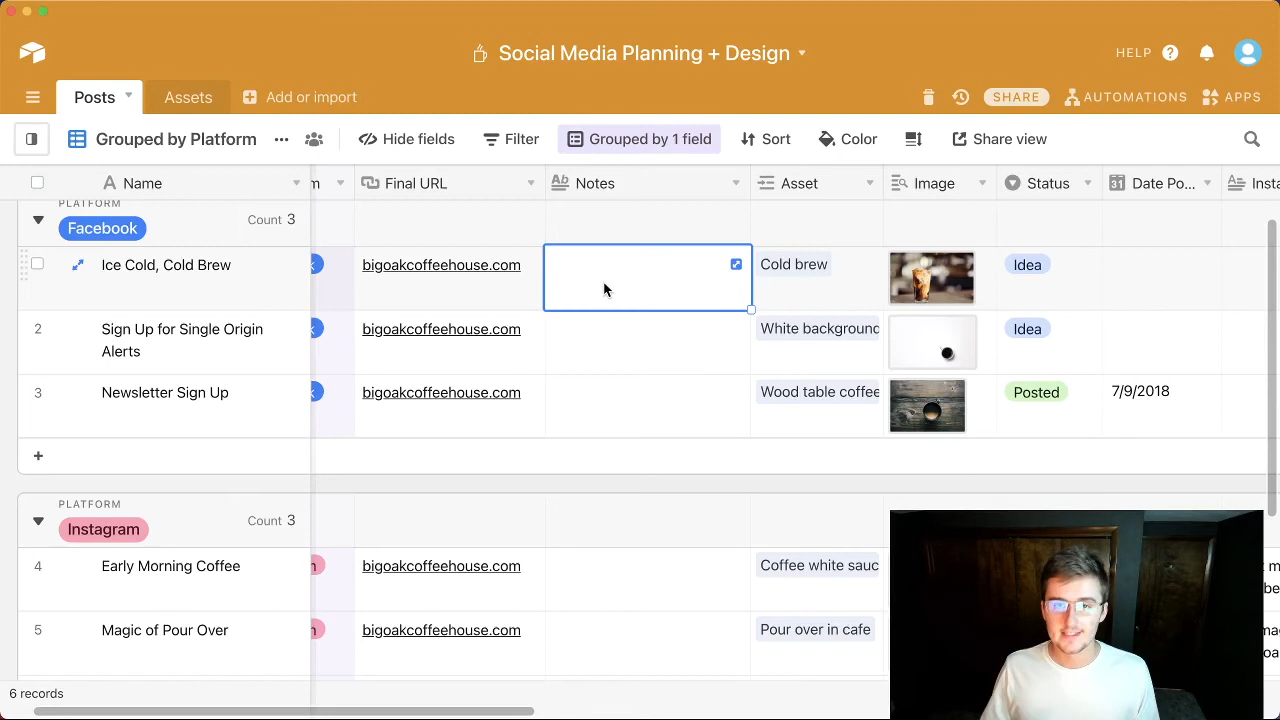 Social Media Planning + Design
HELP
Posts
Assets
Add or import
SHARE
AUTOMATIONS
APPS
Grouped by Platform
Hide fields
Filter
Grouped by 1 field
Sort
Color
Share view
Name
m
Final URL
Notes
Asset
Image
Status
31
Date Po...
Insta
PLATFORM
Facebook
Count 3
Ice Cold, Cold Brew
k
bigoakcoffeehouse.com
Cold brew
Idea
2
Sign Up for Single Origin
Alerts
k
bigoakcoffeehouse.com
White background
Idea
3
Newsletter Sign Up
k
bigoakcoffeehouse.com
Wood table coffee
Posted
7/9/2018
+
PLATFORM
Instagram
Count 3
4
Early Morning Coffee
bigoakcoffeehouse.com
Coffee white sauc
5
Magic of Pour Over
bigoakcoffeehouse.com
Pour over in cafe
6 records